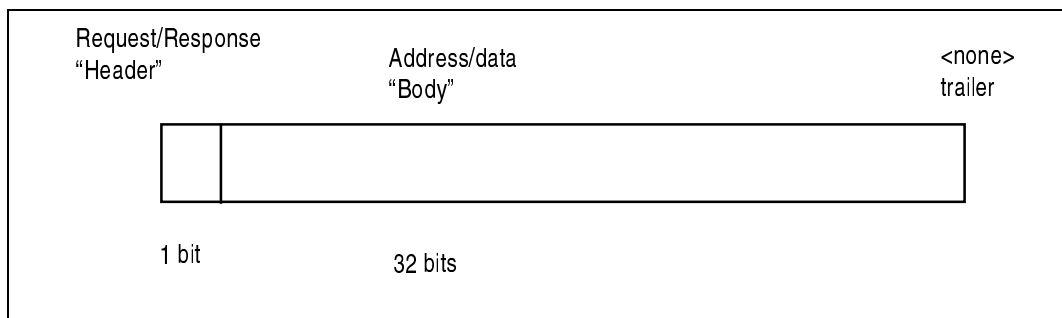 Request/Response
“Header”
Address/data
“Body”
<none>
trailer
1 bit
32 bits